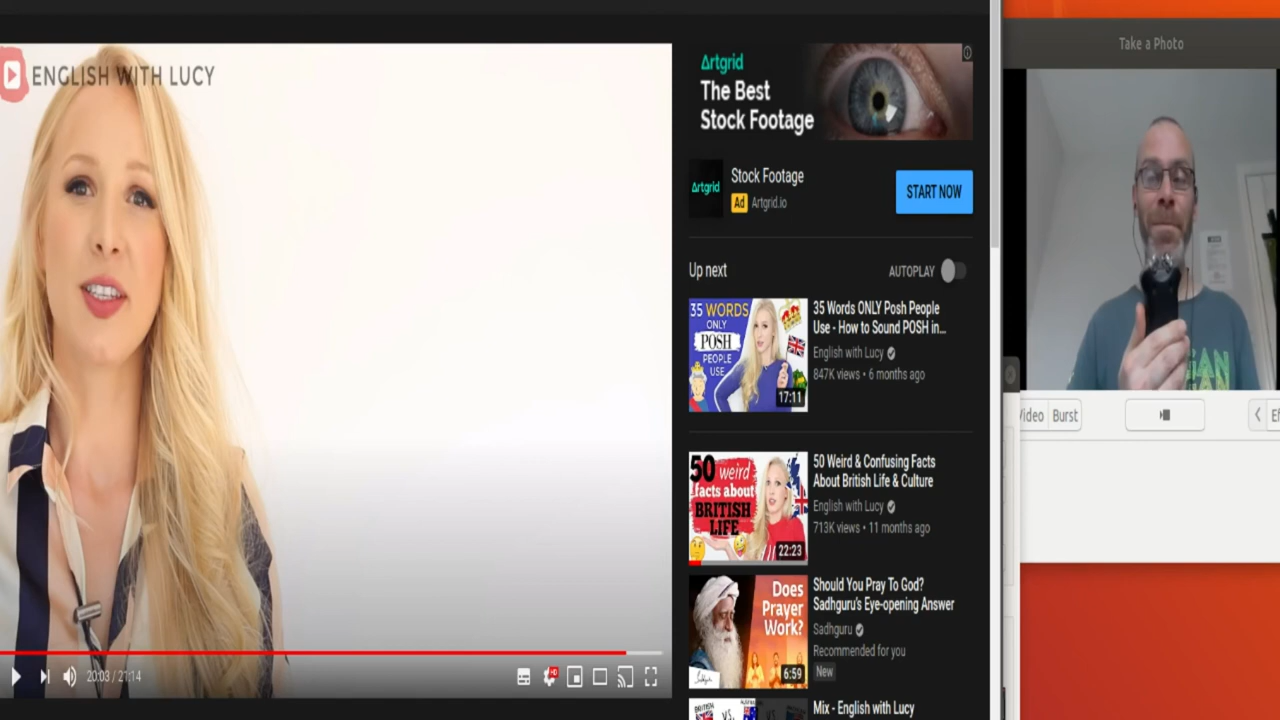 ENGLISH WITH LUCY
20:03 / 21:14
Artgrid
The Best
Stock Footage
Artgrid
Stock Footage
Ad Artgrid.io
START NOW
Up next
AUTOPLAY
35 WORDS
ONLY
POSH
PEOPLE
USE
17:11
35 Words ONLY Posh People
Use - How to Sound POSH in...
English with Lucy
847K views • 6 months ago
50 weird
facts about
BRITISH
LIFE
22:23
50 Weird & Confusing Facts
About British Life & Culture
English with Lucy
713K views • 11 months ago
Does
Prayer
Work?
6:59
Should You Pray To God?
Sadhguru's Eye-opening Answer
Sadhguru
Recommended for you
New
BRITISH
VS.
Mix - English with Lucy
Take a Photo
Burst